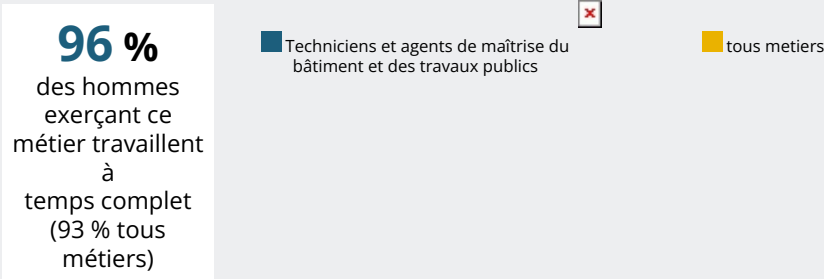 96 %
des hommes
exerçant ce
métier travaillent
à
temps complet
(93 % tous
métiers)
Techniciens et agents de maîtrise du
bâtiment et des travaux publics
tous metiers